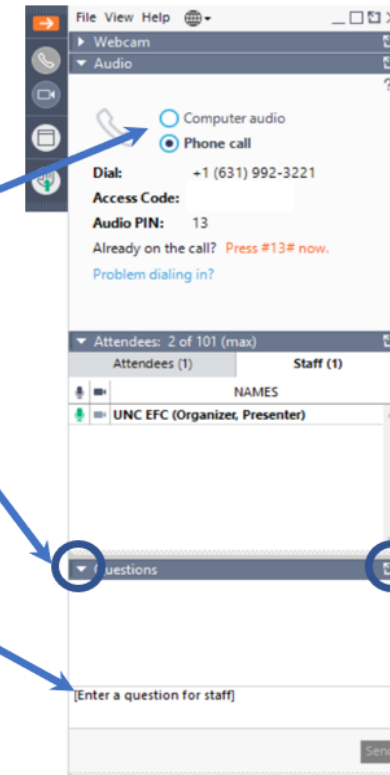 File View Help
Webcam
Audio
?
Computer audio
Phone call
Dial: +1 (631) 992-3221
Access Code:
Audio PIN: 13
Already on the call? Press #13# now.
Problem dialing in?
Attendees: 2 of 101 (max)
Attendees (1) Staff (1)
NAMES
UNC EFC (Organizer, Presenter)
Questions
[Enter a question for staff]
Send